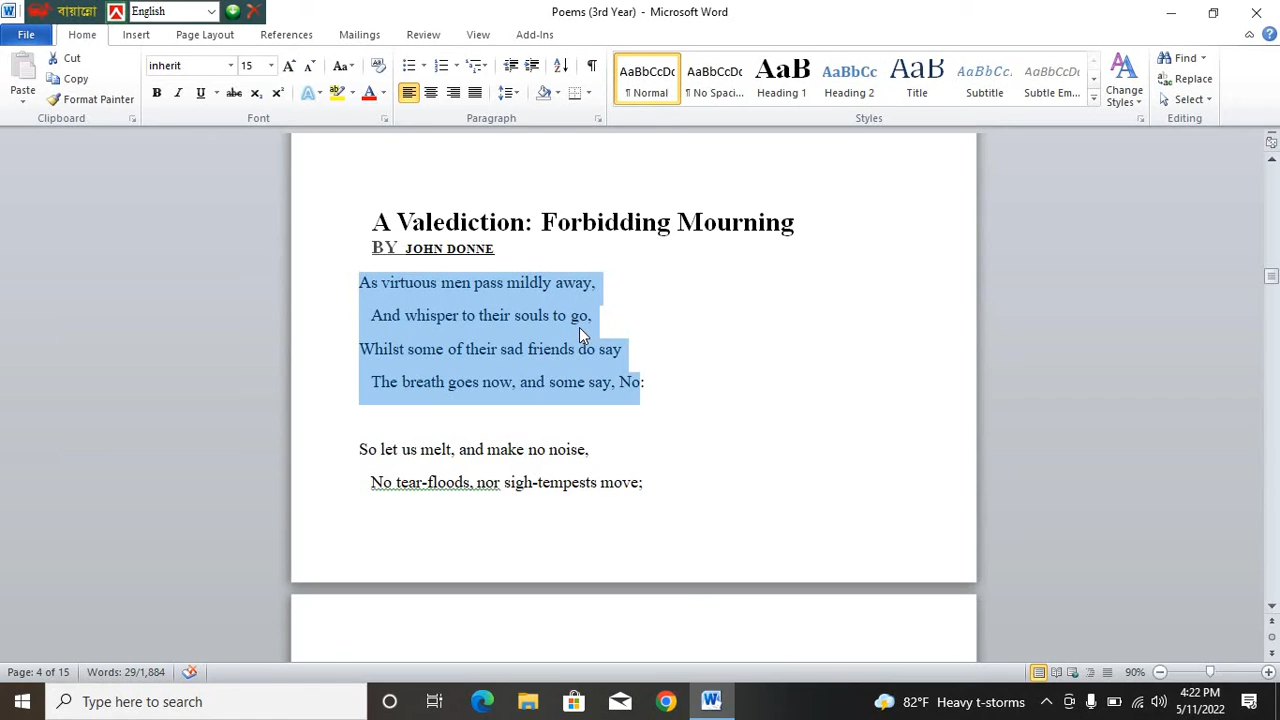 বায়ান্নো English Poems (3rd Year) - Microsoft Word
File Home Insert Page Layout References Mailings Review View Add-Ins
Paste Cut Copy Format Painter Clipboard
inherit 15 Aa
B I U abc x₂ x² A ab A Font
Paragraph
AaBbCcDc ¶ Normal
AaBbCcDc ¶ No Spaci...
AaB Heading 1
AaBbCc Heading 2
AaB Title
AaBbCc Subtitle
AaBbCcDc Subtle Em...
Change Styles Styles
Find Replace Select Editing
A Valediction: Forbidding Mourning
BY JOHN DONNE
As virtuous men pass mildly away,
And whisper to their souls to go,
Whilst some of their sad friends do say
The breath goes now, and some say, No:
So let us melt, and make no noise,
No tear-floods, nor sigh-tempests move;
Page: 4 of 15 Words: 29/1,884 90%
Type here to search 82°F Heavy t-storms 4:22 PM
5/11/2022